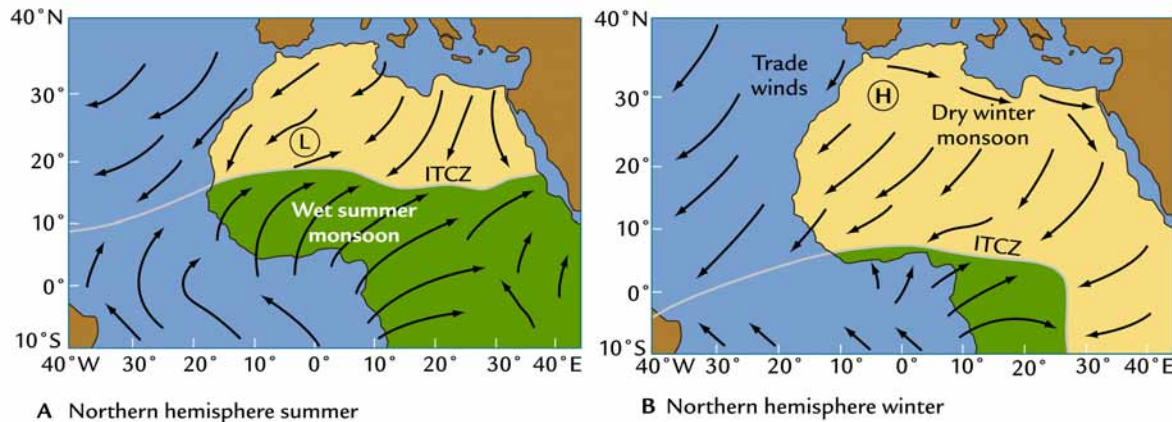 40°N
30°
20°
10°
0°
10°S
40°W 30° 20° 10° 0° 10° 20° 30° 40°E
L
ITCZ
Wet summer
monsoon
A Northern hemisphere summer
40°N
30°
20°
10°
0°
10°S
40°W 30° 20° 10° 0° 10° 20° 30° 40°E
Trade
winds
H
Dry winter
monsoon
ITCZ
B Northern hemisphere winter